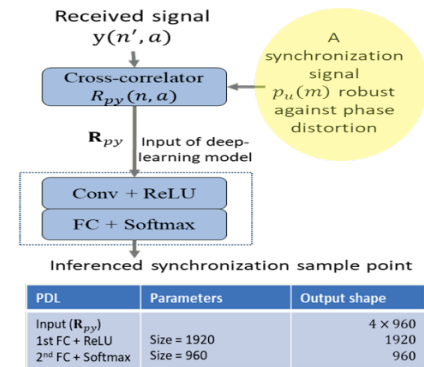 Received signal
y(n′, a)
A
synchronization
signal
p_u(m) robust
against phase
distortion
Cross-correlator
R_py(n, a)
R_py
Input of deep-
learning model
Conv + ReLU
FC + Softmax
Inferenced synchronization sample point
PDL Parameters Output shape
Input (R_py) 4 × 960
1st FC + ReLU Size = 1920 1920
2nd FC + Softmax Size = 960 960